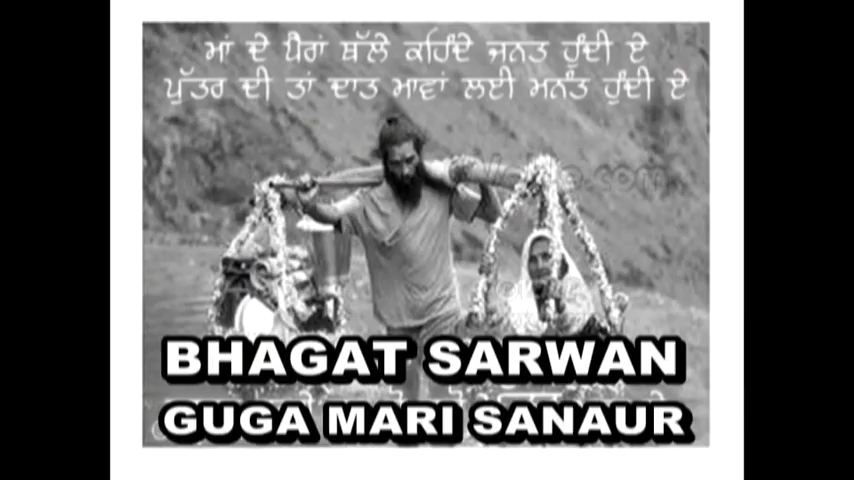 ਮਾਂ ਦੇ ਪੈਰਾਂ ਥੱਲੇ ਕਹਿੰਦੇ ਜਨਤ ਹੁੰਦੀ ਏ
ਪੁੱਤਰ ਦੀ ਤਾਂ ਦਾਤ ਮਾਵਾਂ ਲਈ ਮਨੰਤ ਹੁੰਦੀ ਏ
BHAGAT SARWAN
GUGA MARI SANAUR